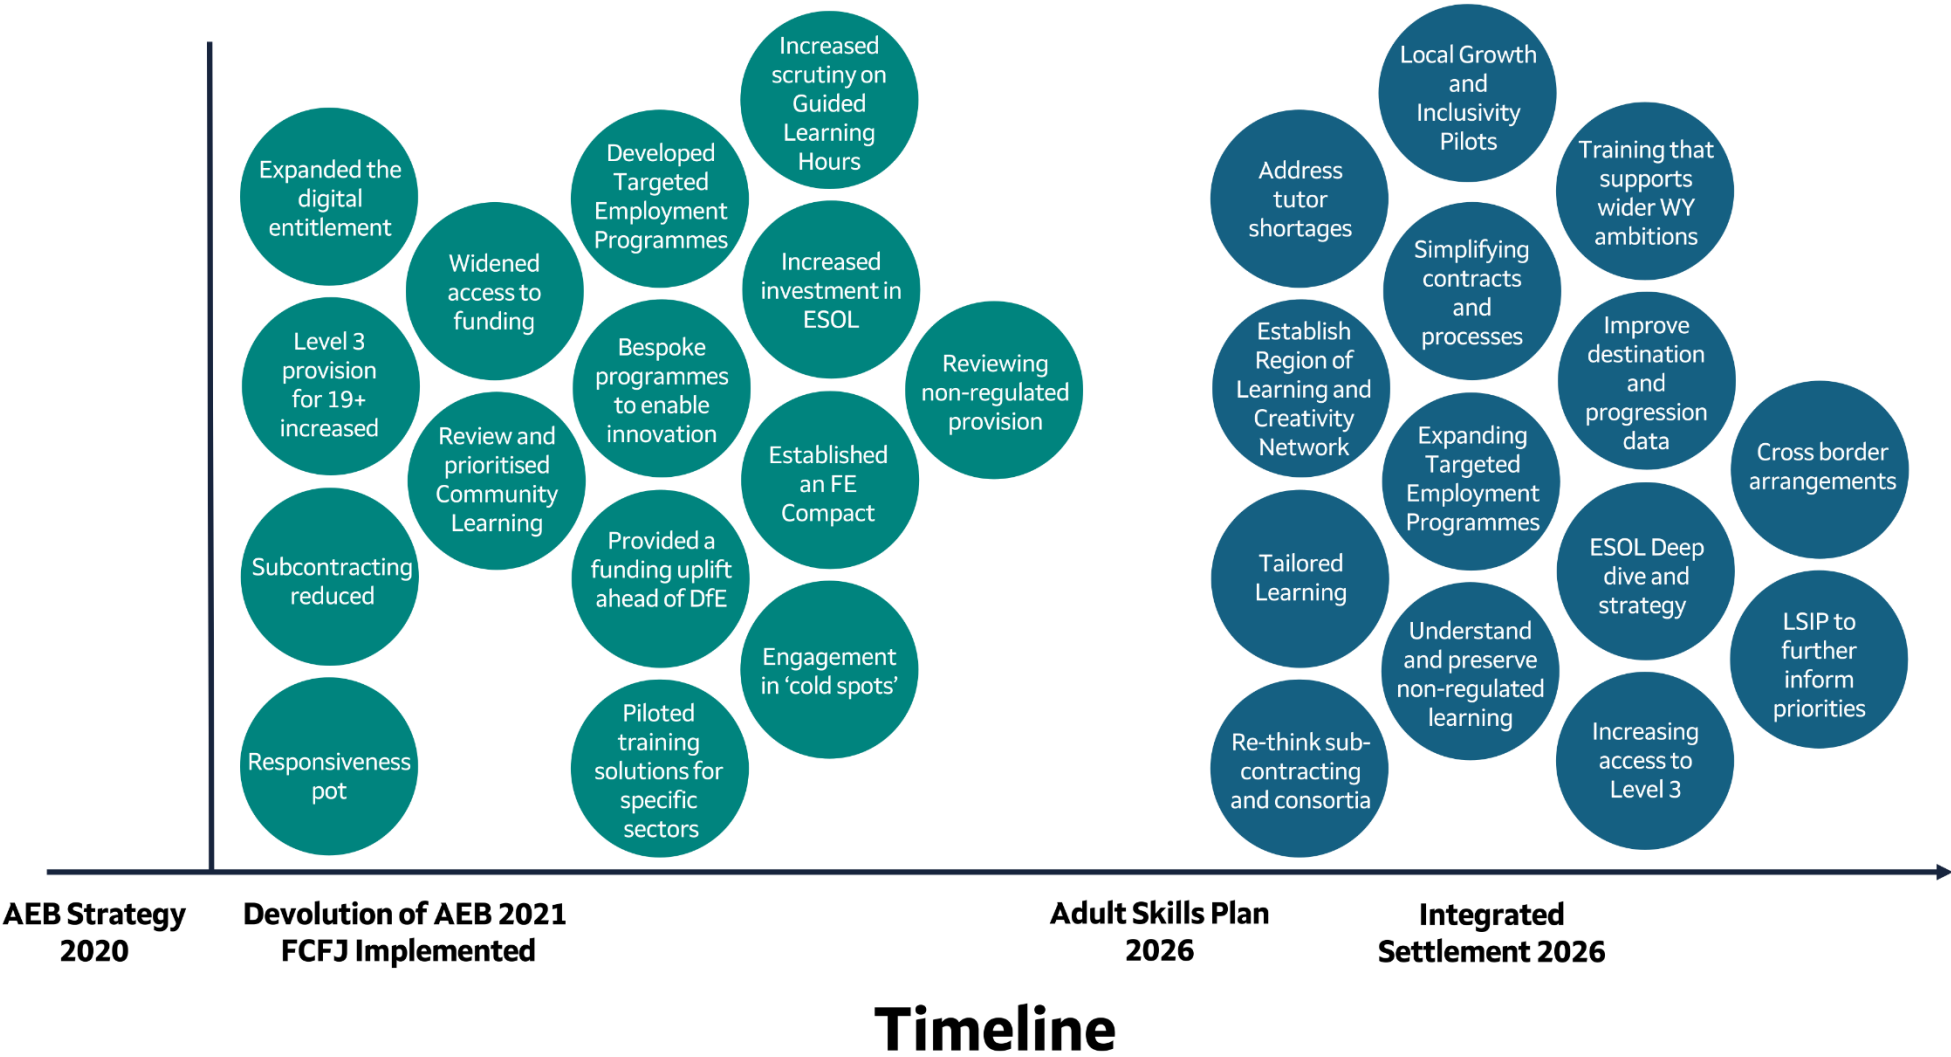 Expanded the
digital
entitlement
Level 3
provision
for 19+
increased
Subcontracting
reduced
Responsiveness
pot
Widened
access to
funding
Review and
prioritised
Community
Learning
Developed
Targeted
Employment
Programmes
Bespoke
programmes
to enable
innovation
Provided a
funding uplift
ahead of DfE
Piloted
training
solutions for
specific
sectors
Increased
scrutiny on
Guided
Learning
Hours
Increased
investment in
ESOL
Established
an FE
Compact
Engagement
in ‘cold spots’
Reviewing
non-regulated
provision
Address
tutor
shortages
Establish
Region of
Learning and
Creativity
Network
Tailored
Learning
Re-think sub-
contracting
and consortia
Local Growth
and
Inclusivity
Pilots
Simplifying
contracts
and
processes
Expanding
Targeted
Employment
Programmes
Understand
and preserve
non-regulated
learning
Training that
supports
wider WY
ambitions
Improve
destination
and
progression
data
ESOL Deep
dive and
strategy
Increasing
access to
Level 3
Cross border
arrangements
LSIP to
further
inform
priorities
AEB Strategy
2020
Devolution of AEB 2021
FCFJ Implemented
Adult Skills Plan
2026
Integrated
Settlement 2026
Timeline